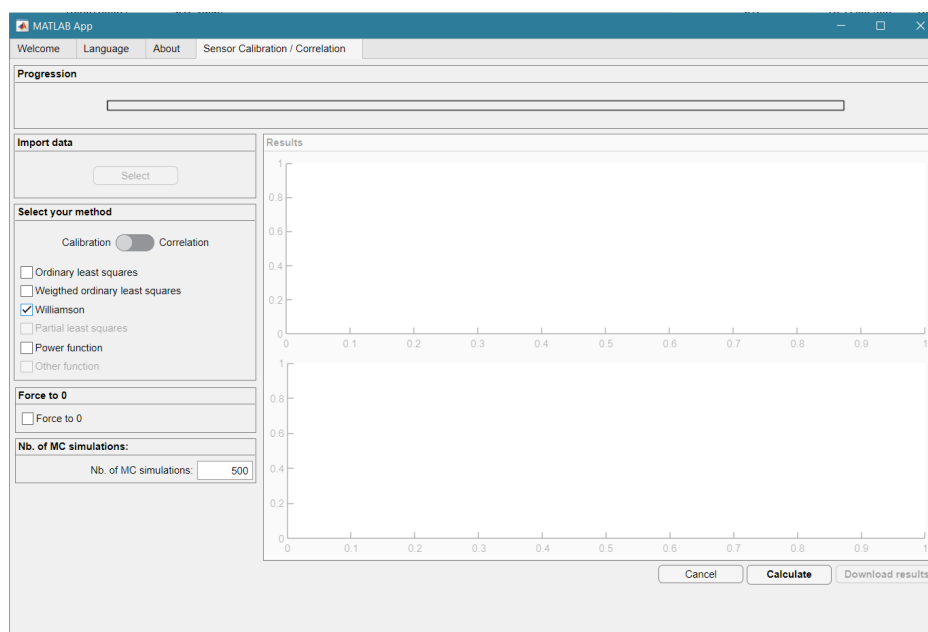 MATLAB App
Welcome Language About Sensor Calibration / Correlation
Progression
Import data
Select
Select your method
Calibration Correlation
Ordinary least squares
Weigthed ordinary least squares
Williamson
Partial least squares
Power function
Other function
Force to 0
Force to 0
Nb. of MC simulations:
Nb. of MC simulations: 500
Results
1
0.8
0.6
0.4
0.2
0
0 0.1 0.2 0.3 0.4 0.5 0.6 0.7 0.8 0.9 1
1
0.8
0.6
0.4
0.2
0
0 0.1 0.2 0.3 0.4 0.5 0.6 0.7 0.8 0.9 1
Cancel Calculate Download results